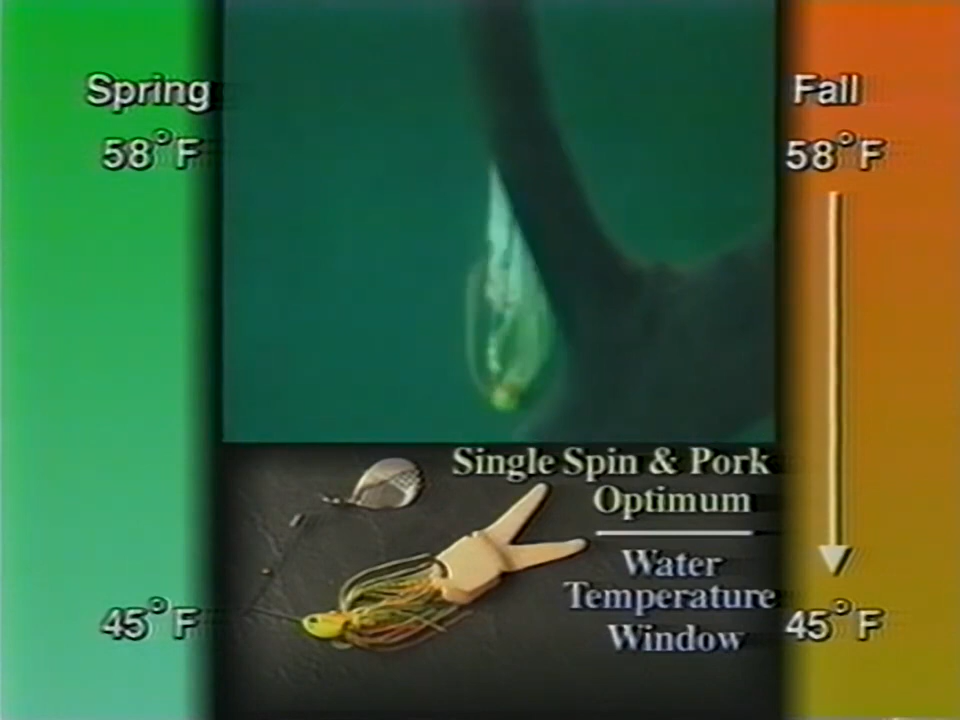 Spring
58°F
45°F
Single Spin & Pork
Optimum
Water
Temperature
Window
Fall
58°F
45°F